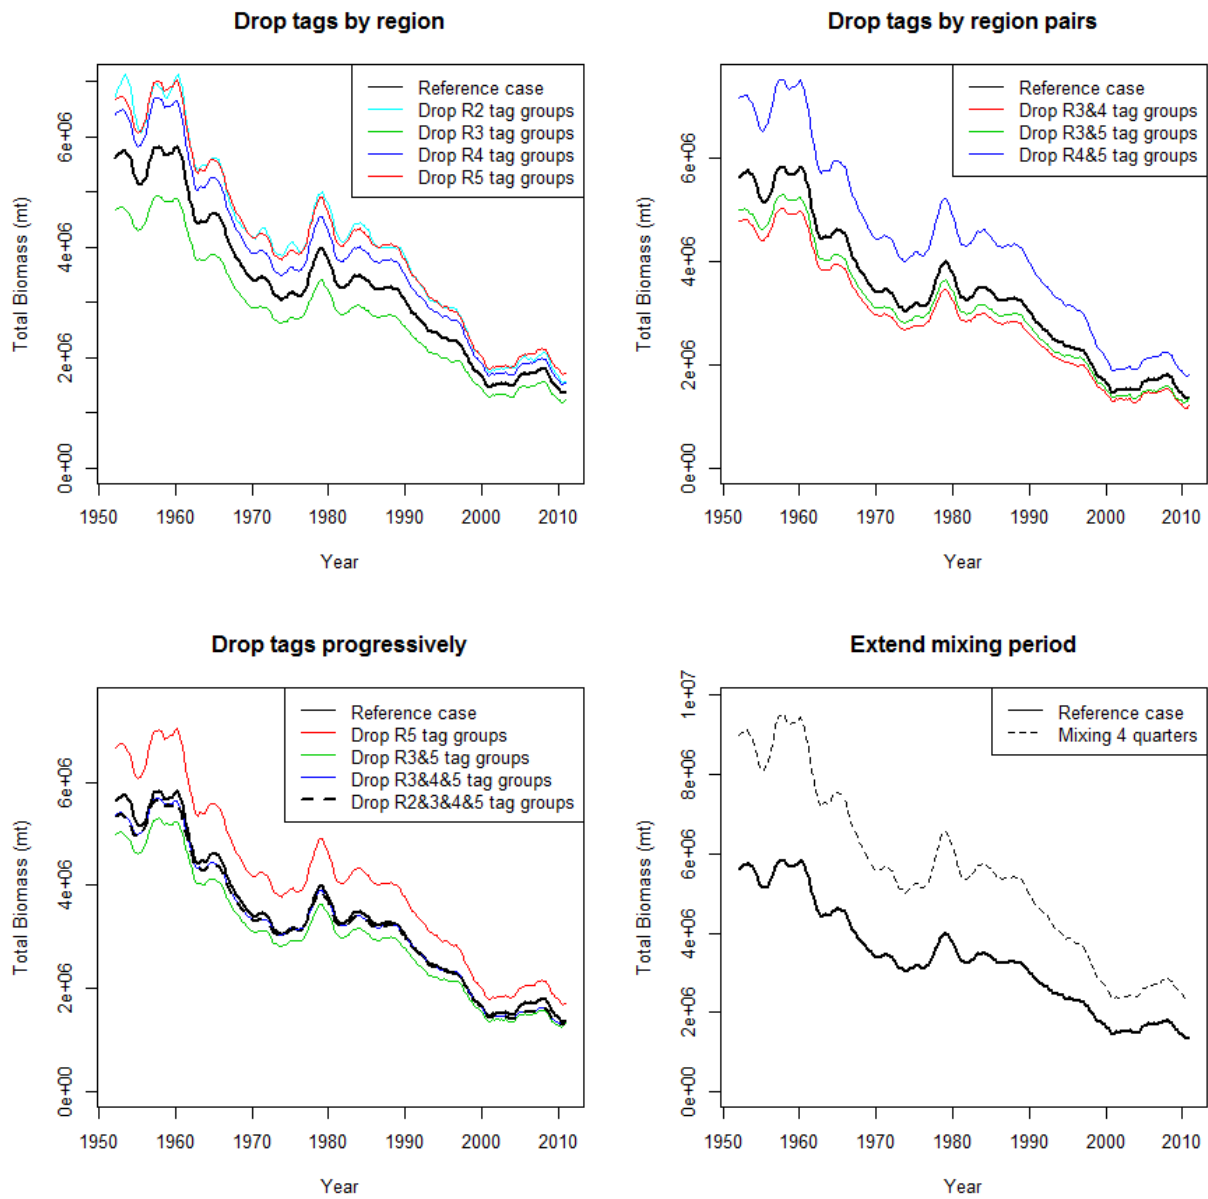 Drop tags by region
Reference case
Drop R2 tag groups
Drop R3 tag groups
Drop R4 tag groups
Drop R5 tag groups
Total Biomass (mt)
0e+00
2e+06
4e+06
6e+06
1950 1960 1970 1980 1990 2000 2010
Year
Drop tags by region pairs
Reference case
Drop R3&4 tag groups
Drop R3&5 tag groups
Drop R4&5 tag groups
Total Biomass (mt)
0e+00
2e+06
4e+06
6e+06
1950 1960 1970 1980 1990 2000 2010
Year
Drop tags progressively
Reference case
Drop R5 tag groups
Drop R3&5 tag groups
Drop R3&4&5 tag groups
Drop R2&3&4&5 tag groups
Total Biomass (mt)
0e+00
2e+06
4e+06
6e+06
1950 1960 1970 1980 1990 2000 2010
Year
Extend mixing period
Reference case
Mixing 4 quarters
Total Biomass (mt)
0e+00
2e+06
4e+06
6e+06
8e+06
1e+07
1950 1960 1970 1980 1990 2000 2010
Year